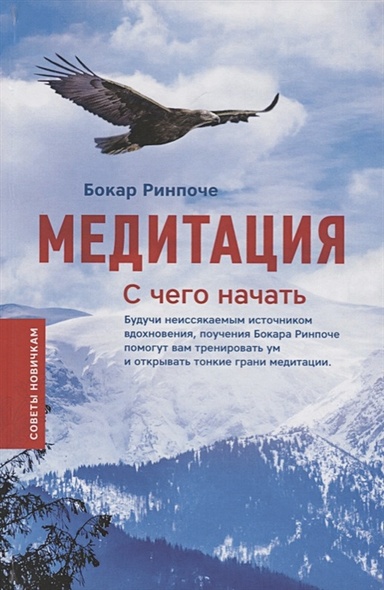 Бокар Ринпоче
МЕДИТАЦИЯ
С чего начать
Будучи неиссякаемым источником
вдохновения, поучения Бокара Ринпоче
помогут вам тренировать ум
и открывать тонкие грани медитации.
СОВЕТЫ НОВИЧКАМ